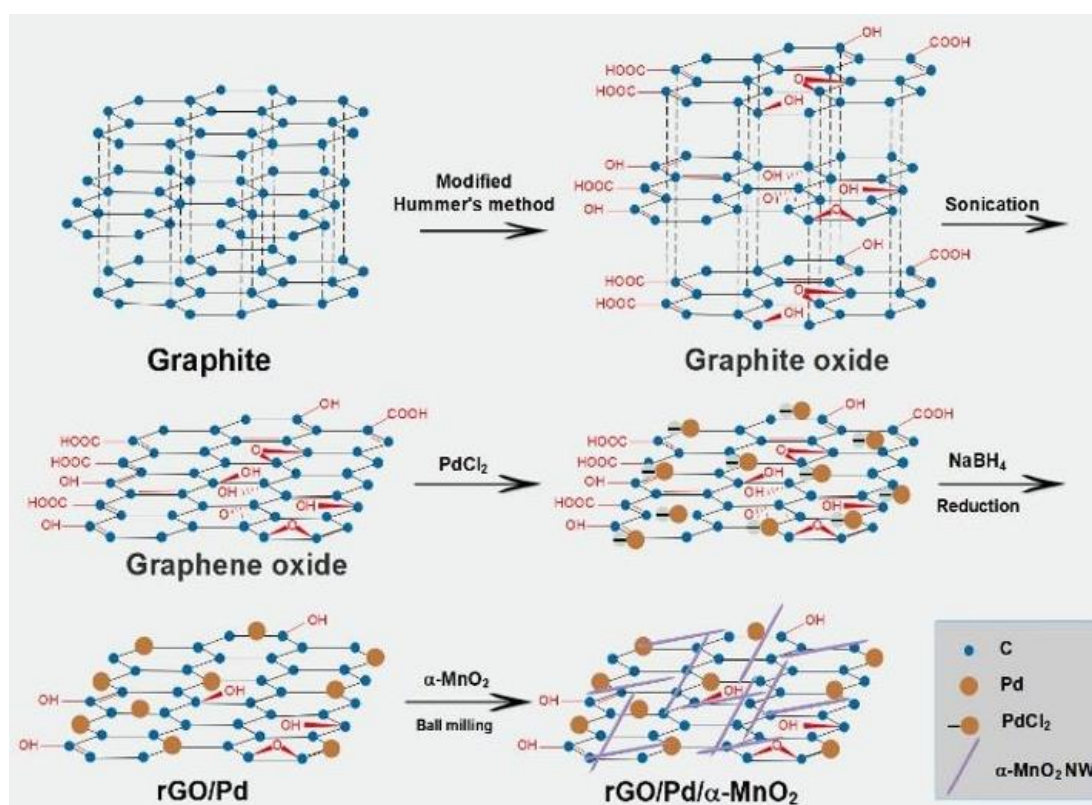 OH
COOH
HOOC
O
HOOC
OH
OH
OH
Modified
Hummer's method
HOOC
O
OH
OH
O
Sonication
OH
COOH
HOOC
O
HOOC
OH
Graphite
Graphite oxide
OH
COOH
HOOC
O
HOOC
OH
OH
OH
HOOC
OH
O
OH
O
Graphene oxide
PdCl2
OH
COOH
HOOC
O
HOOC
OH
OH
OH
HOOC
OH
O
OH
O
NaBH4
Reduction
OH
OH
OH
OH
OH
O
rGO/Pd
α-MnO2
Ball milling
OH
OH
OH
OH
OH
O
rGO/Pd/α-MnO2
C
Pd
PdCl2
α-MnO2 NW